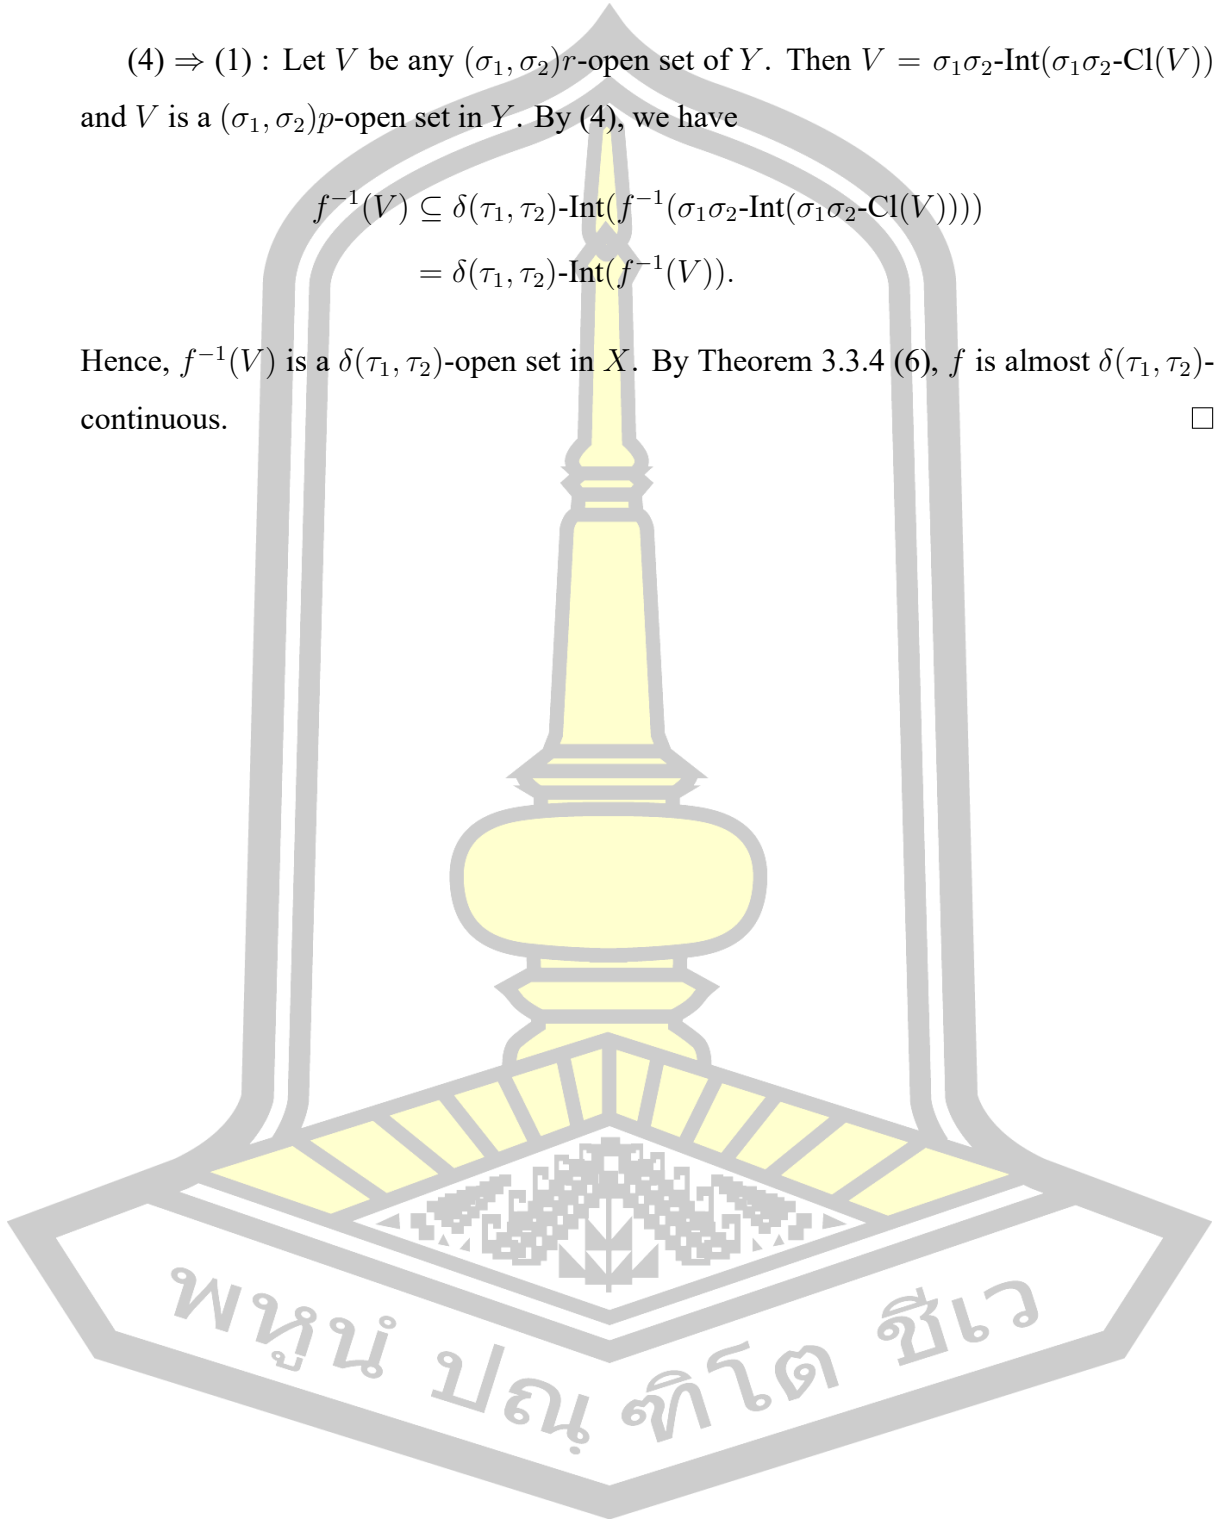 (4) ⇒ (1) : Let V be any (σ₁, σ₂)r-open set of Y. Then V = σ₁σ₂-Int(σ₁σ₂-Cl(V))
and V is a (σ₁, σ₂)p-open set in Y. By (4), we have
f⁻¹(V) ⊆ δ(τ₁, τ₂)-Int(f⁻¹(σ₁σ₂-Int(σ₁σ₂-Cl(V))))
= δ(τ₁, τ₂)-Int(f⁻¹(V)).
Hence, f⁻¹(V) is a δ(τ₁, τ₂)-open set in X. By Theorem 3.3.4 (6), f is almost δ(τ₁, τ₂)-
continuous. □
พหูนํ ปณฺฑิโต ชีเว